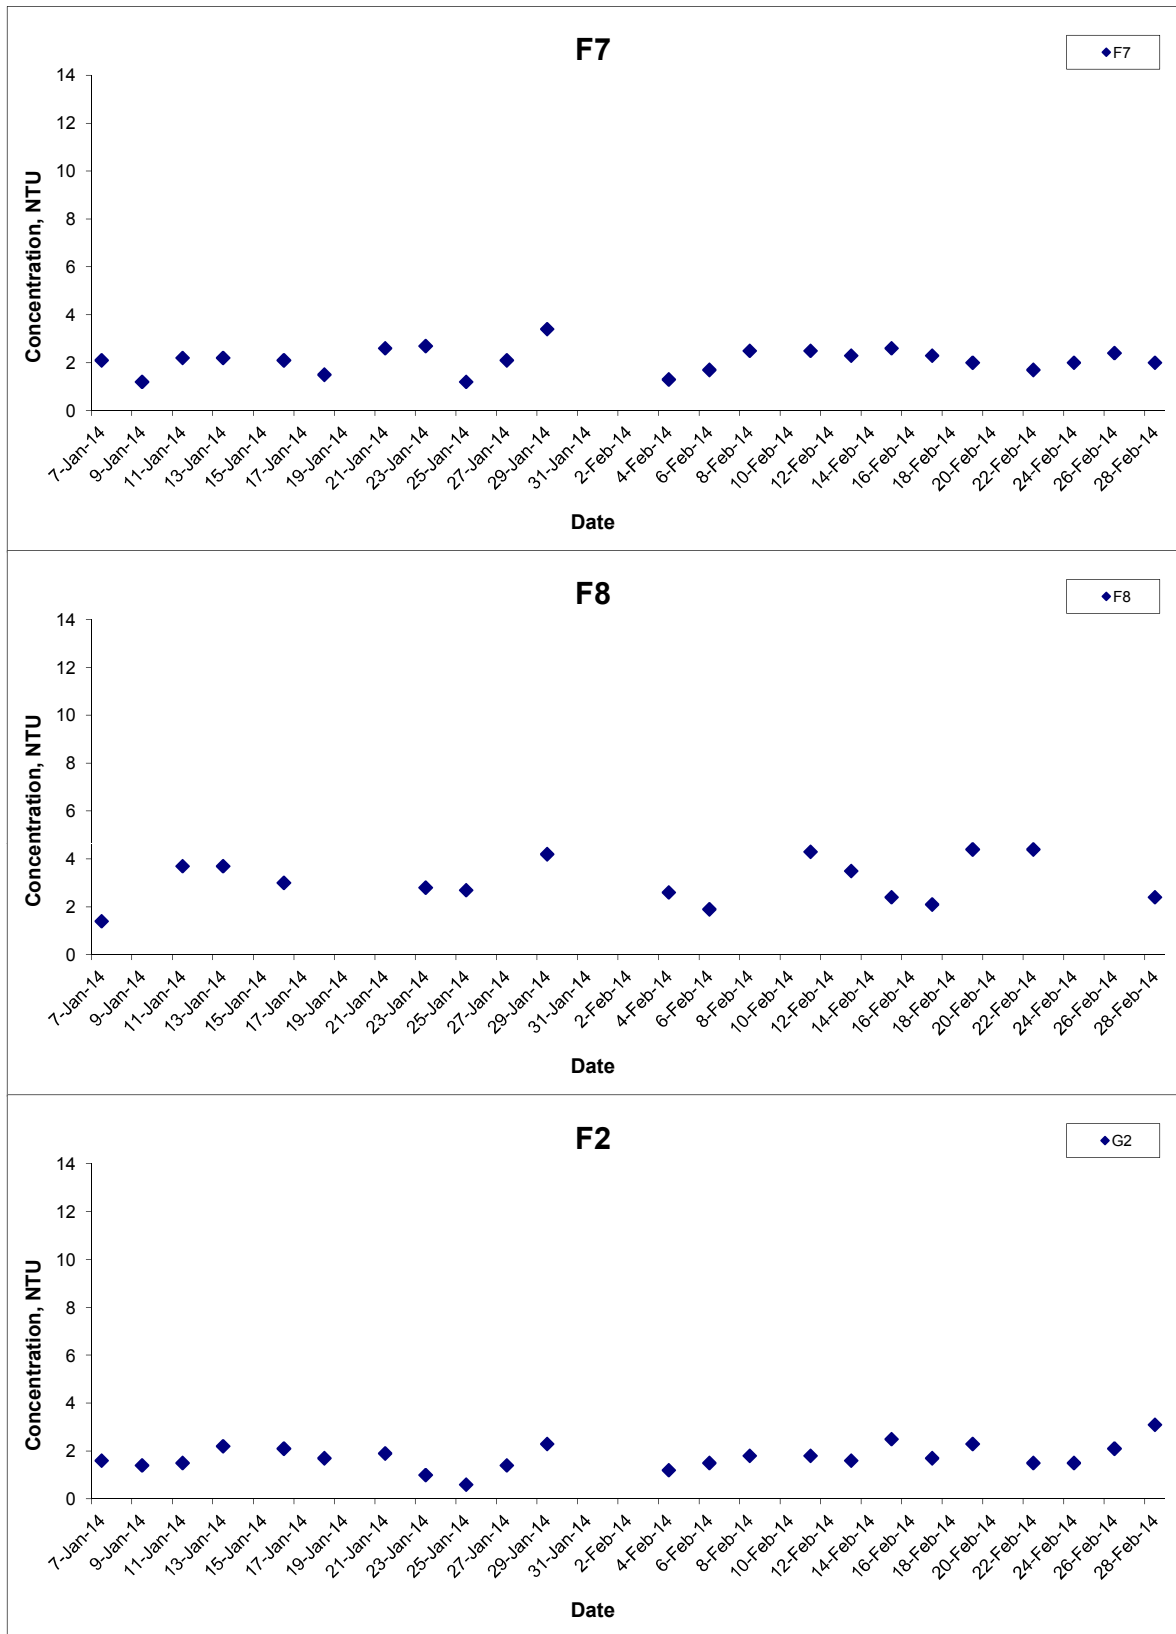 F7
F7
14
12
10
8
6
4
2
0
Concentration, NTU
7-Jan-14
9-Jan-14
11-Jan-14
13-Jan-14
15-Jan-14
17-Jan-14
19-Jan-14
21-Jan-14
23-Jan-14
25-Jan-14
27-Jan-14
29-Jan-14
31-Jan-14
2-Feb-14
4-Feb-14
6-Feb-14
8-Feb-14
10-Feb-14
12-Feb-14
14-Feb-14
16-Feb-14
18-Feb-14
20-Feb-14
22-Feb-14
24-Feb-14
26-Feb-14
28-Feb-14
Date
F8
F8
14
12
10
8
6
4
2
0
Concentration, NTU
7-Jan-14
9-Jan-14
11-Jan-14
13-Jan-14
15-Jan-14
17-Jan-14
19-Jan-14
21-Jan-14
23-Jan-14
25-Jan-14
27-Jan-14
29-Jan-14
31-Jan-14
2-Feb-14
4-Feb-14
6-Feb-14
8-Feb-14
10-Feb-14
12-Feb-14
14-Feb-14
16-Feb-14
18-Feb-14
20-Feb-14
22-Feb-14
24-Feb-14
26-Feb-14
28-Feb-14
Date
F2
G2
14
12
10
8
6
4
2
0
Concentration, NTU
7-Jan-14
9-Jan-14
11-Jan-14
13-Jan-14
15-Jan-14
17-Jan-14
19-Jan-14
21-Jan-14
23-Jan-14
25-Jan-14
27-Jan-14
29-Jan-14
31-Jan-14
2-Feb-14
4-Feb-14
6-Feb-14
8-Feb-14
10-Feb-14
12-Feb-14
14-Feb-14
16-Feb-14
18-Feb-14
20-Feb-14
22-Feb-14
24-Feb-14
26-Feb-14
28-Feb-14
Date